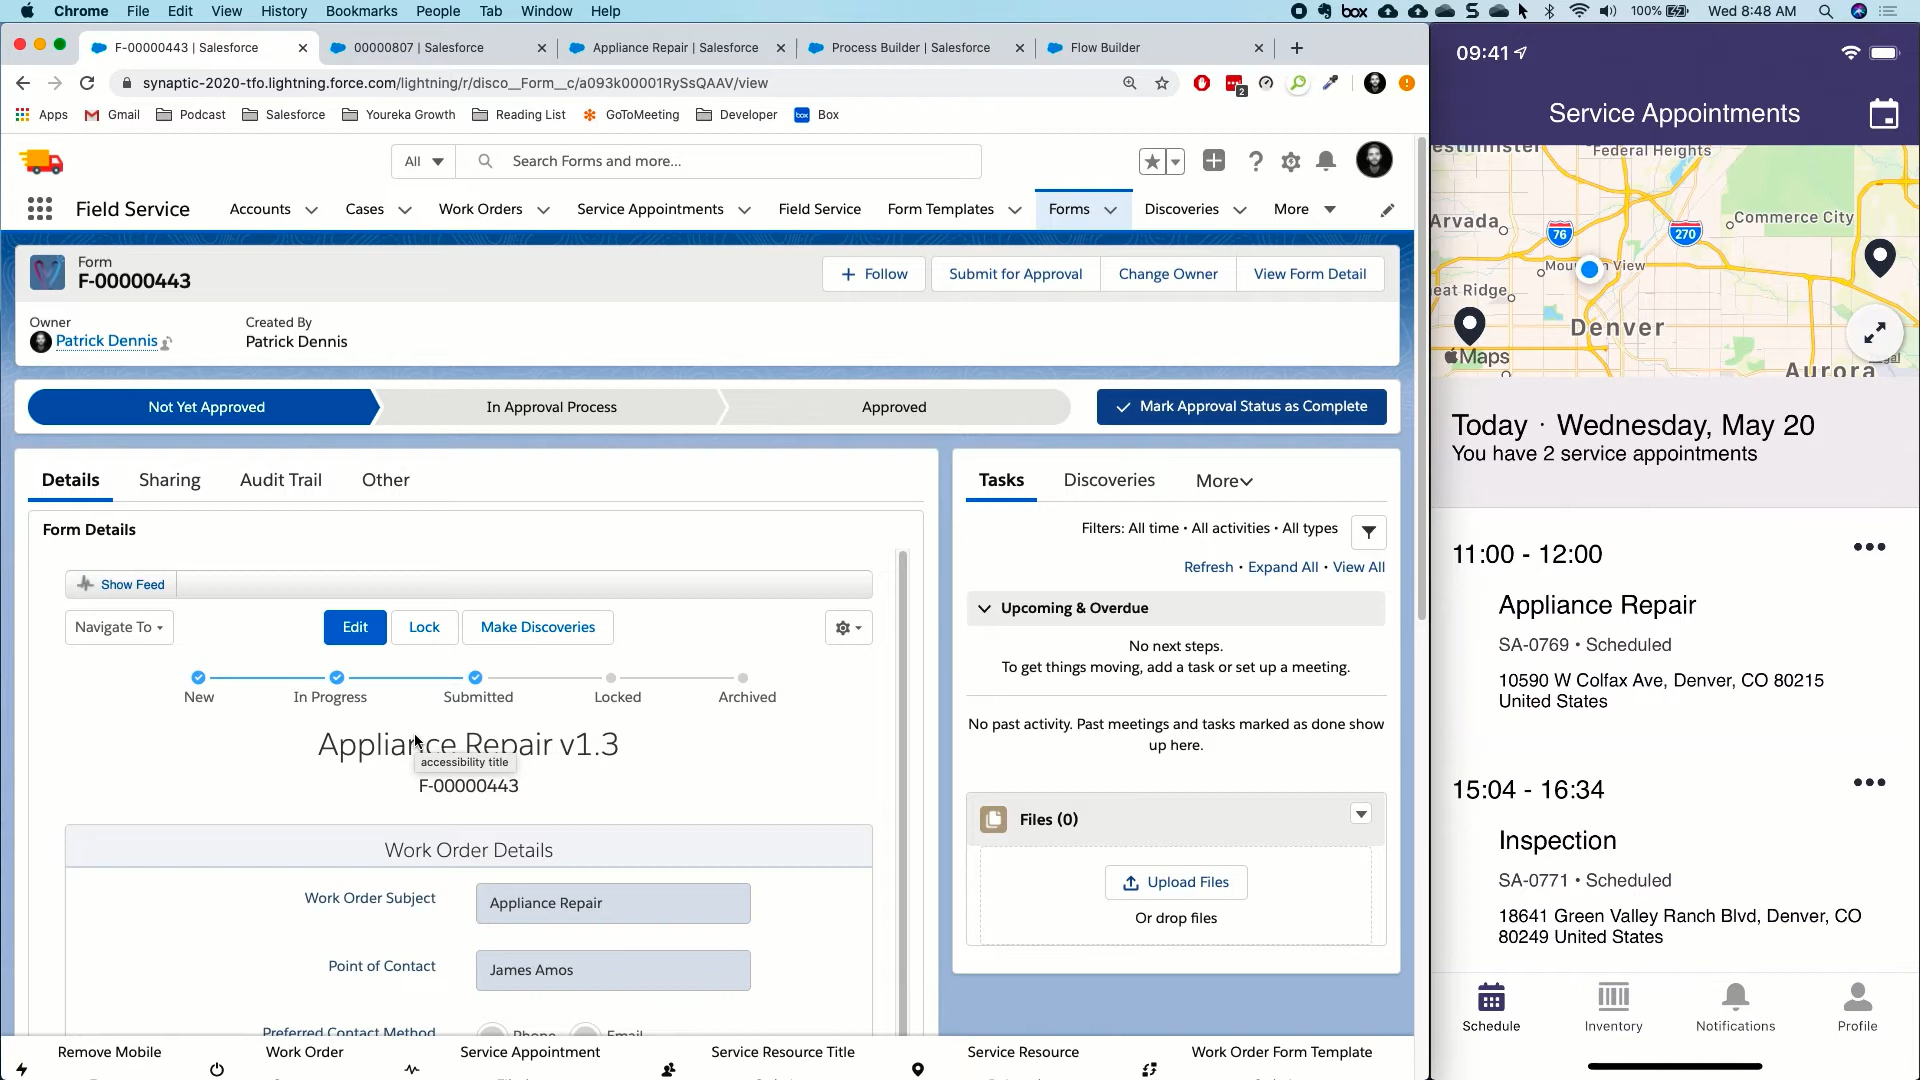 Chrome File Edit View History Bookmarks People Tab Window Help
box 100% Wed 8:48 AM
F-00000443 | Salesforce
00000807 | Salesforce
Appliance Repair | Salesforce
Process Builder | Salesforce
Flow Builder
synaptic-2020-tfo.lightning.force.com/lightning/r/disco__Form__c/a093k00001RySsQAAV/view
2
Apps Gmail Podcast Salesforce Youreka Growth Reading List GoToMeeting Developer box Box
All
Search Forms and more...
Field Service
Accounts Cases Work Orders Service Appointments Field Service Form Templates Forms Discoveries More
Form
F-00000443
Follow
Submit for Approval
Change Owner
View Form Detail
Owner
Patrick Dennis
Created By
Patrick Dennis
Not Yet Approved
In Approval Process
Approved
Mark Approval Status as Complete
Details Sharing Audit Trail Other
Form Details
Show Feed
Navigate To
Edit
Lock
Make Discoveries
New In Progress Submitted Locked Archived
Appliance Repair v1.3
accessibility title
F-00000443
Work Order Details
Work Order Subject
Appliance Repair
Point of Contact
James Amos
Preferred Contact Method
Phone
Email
Tasks Discoveries More
Filters: All time • All activities • All types
Refresh • Expand All • View All
Upcoming & Overdue
No next steps.
To get things moving, add a task or set up a meeting.
No past activity. Past meetings and tasks marked as done show
up here.
Files (0)
Upload Files
Or drop files
Remove Mobile
Work Order
Service Appointment
Service Resource Title
Service Resource
Work Order Form Template
09:41
Service Appointments
Federal Heights
Arvada
76
270
Commerce City
Denver
Maps
Aurora
Today · Wednesday, May 20
You have 2 service appointments
11:00 - 12:00
Appliance Repair
SA-0769 • Scheduled
10590 W Colfax Ave, Denver, CO 80215
United States
15:04 - 16:34
Inspection
SA-0771 • Scheduled
18641 Green Valley Ranch Blvd, Denver, CO
80249 United States
Schedule Inventory Notifications Profile